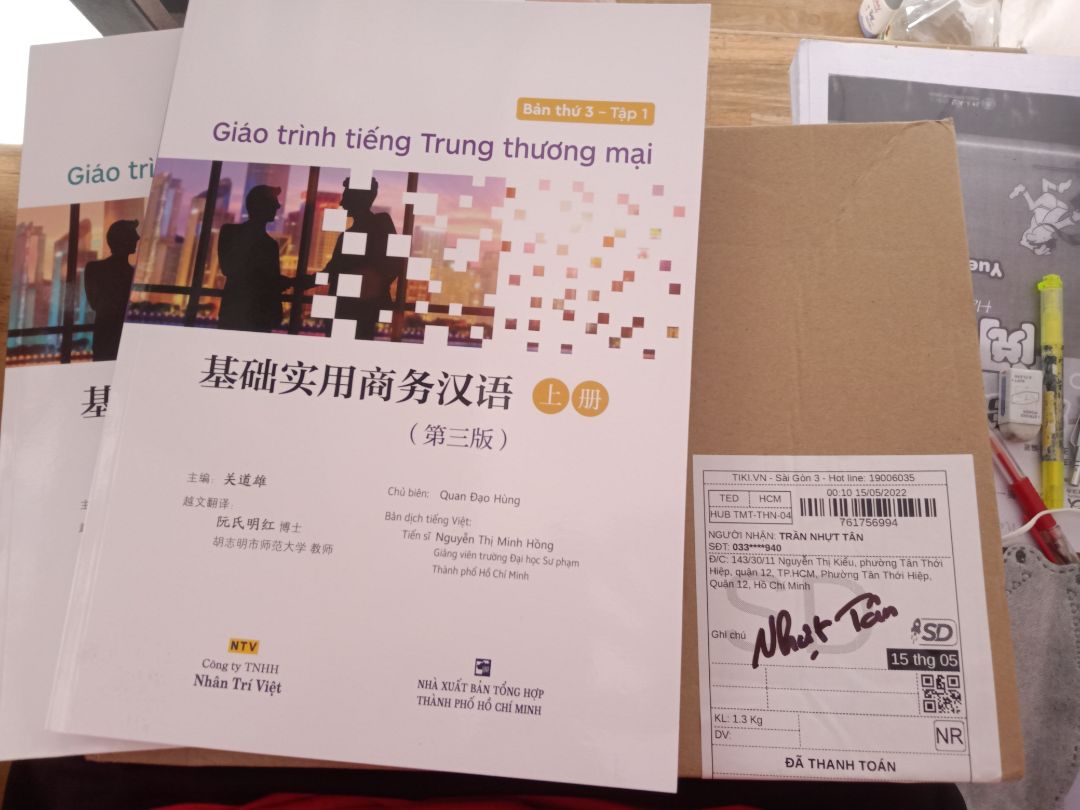 Bản thứ 3 – Tập 1
Giáo trình tiếng Trung thương mại
基础实用商务汉语 上册
（第三版）
主编: 关道雄
越文翻译:
阮氏明红 博士
胡志明市师范大学 教师
Chủ biên: Quan Đạo Hùng
Bản dịch tiếng Việt:
Tiến sĩ Nguyễn Thị Minh Hồng
Giảng viên trường Đại học Sư phạm
Thành phố Hồ Chí Minh
NTV
Công ty TNHH
Nhân Trí Việt
NHÀ XUẤT BẢN TỔNG HỢP
THÀNH PHỐ HỒ CHÍ MINH
Giáo trì
基
TIKI.VN - Sài Gòn 3 - Hot line: 19006035
TED HCM
HUB TMT-THN-04
00:10 15/05/2022
761756994
NGƯỜI NHẬN: TRẦN NHỰT TÂN
SĐT: 033****940
Đ/C: 143/30/11 Nguyễn Thị Kiểu, phường Tân Thới
Hiệp, quận 12, TP.HCM, Phường Tân Thới Hiệp,
Quận 12, Hồ Chí Minh
SD
Ghi chú
Nhựt Tân
SD
15 thg 05
KL: 1.3 Kg
DV:
NR
ĐÃ THANH TOÁN
Yue